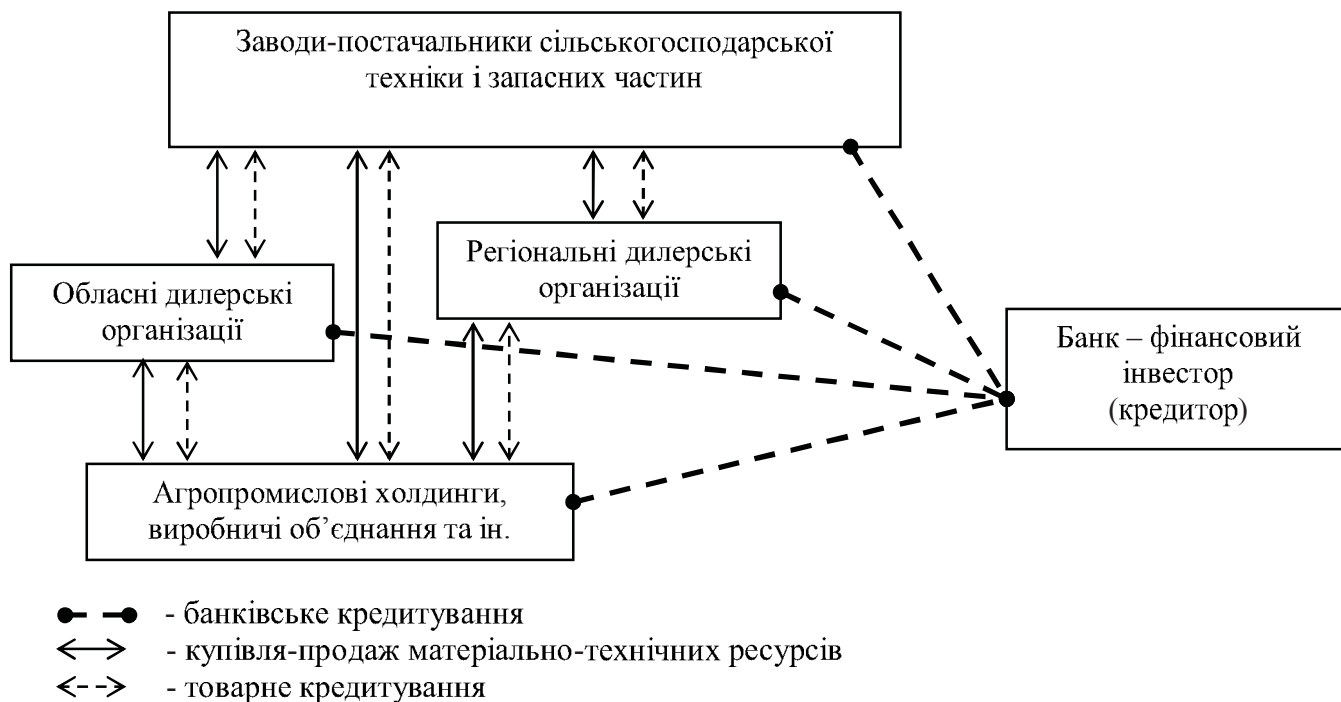 Заводи-постачальники сільськогосподарської
техніки і запасних частин
Регіональні дилерські
організації
Обласні дилерські
організації
Банк – фінансовий
інвестор
(кредитор)
Агропромислові холдинги,
виробничі об’єднання та ін.
- банківське кредитування
- купівля-продаж матеріально-технічних ресурсів
- товарне кредитування